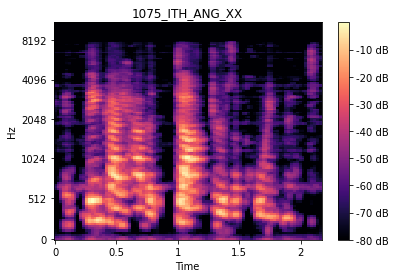 1075_ITH_ANG_XX
Hz
8192
4096
2048
1024
512
0
0
0.5
1
1.5
2
Time
-10 dB
-20 dB
-30 dB
-40 dB
-50 dB
-60 dB
-70 dB
-80 dB